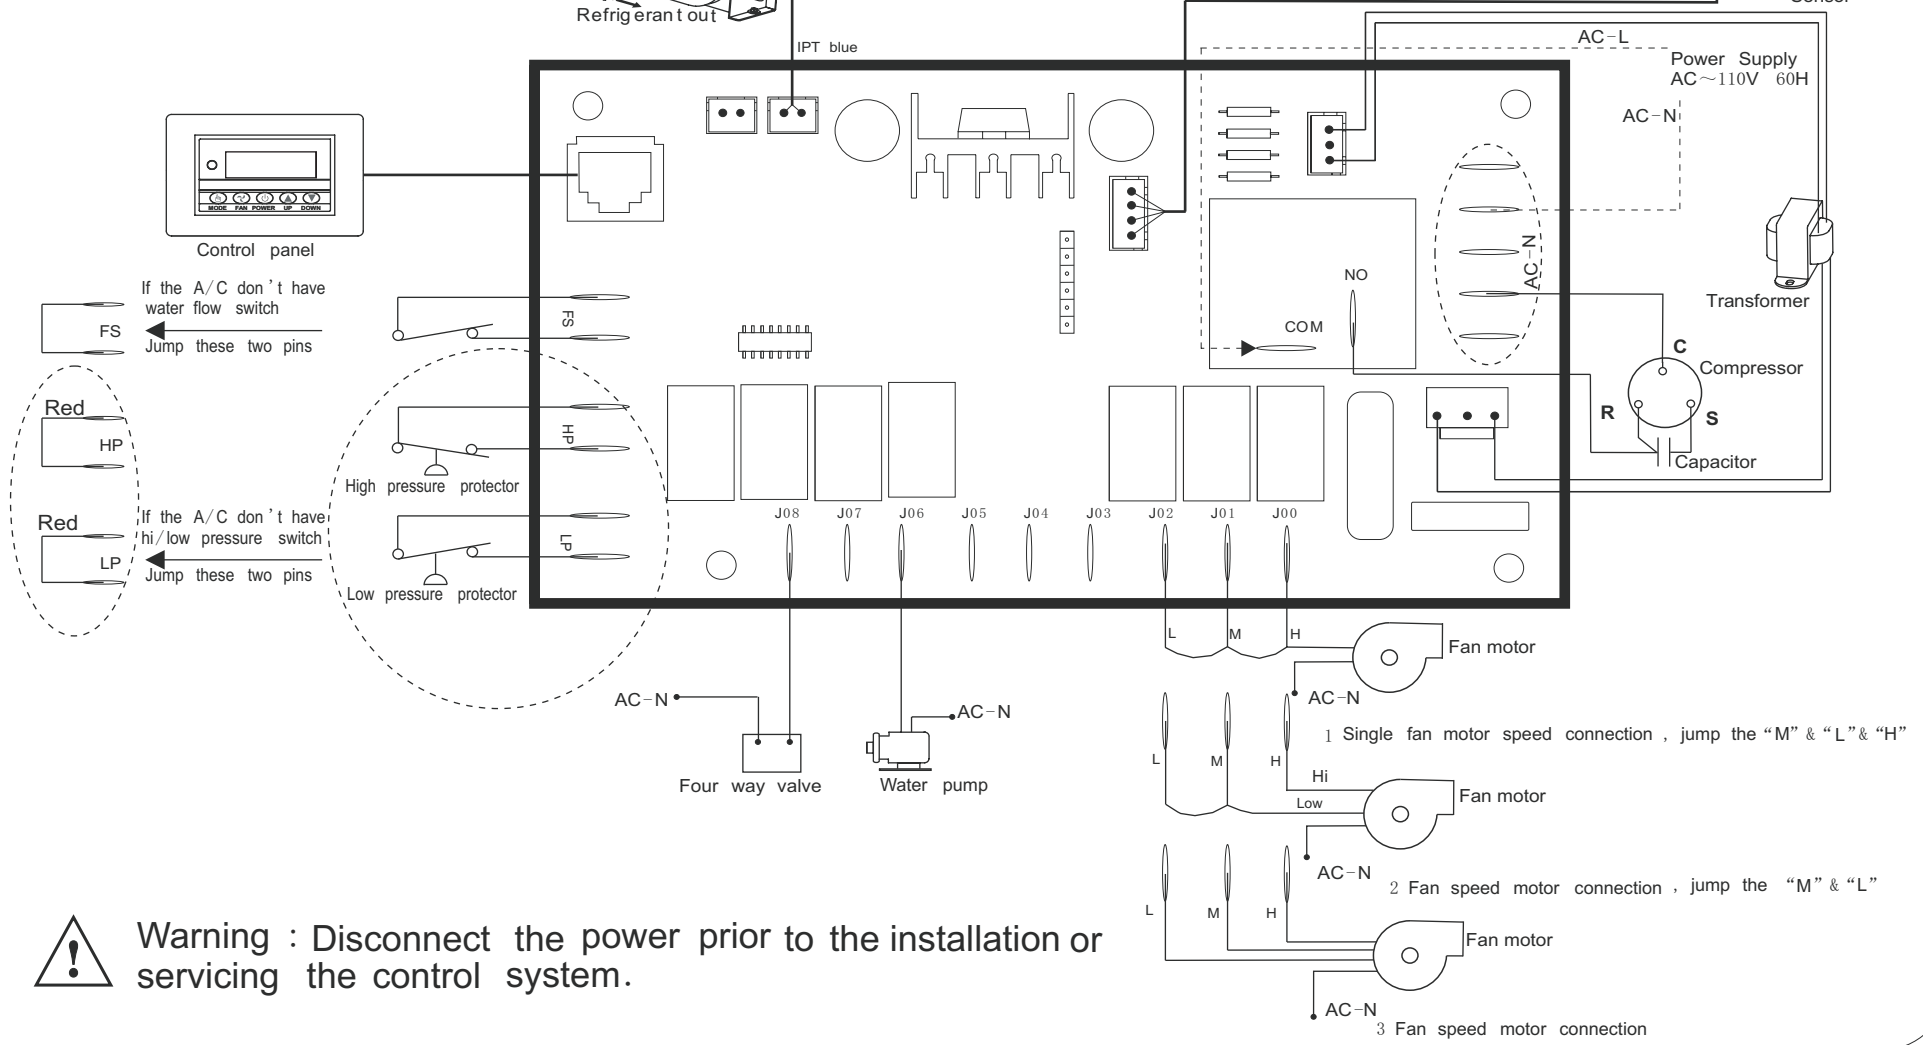 Refrigerant out
Sensor
IPT blue
AC-L
Power Supply
AC~110V 60H
AC-N
MODE FAN POWER UP DOWN
Control panel
If the A/C don't have
water flow switch
Jump these two pins
FS
FS
Red
HP
HP
High pressure protector
Red
LP
If the A/C don't have
hi/low pressure switch
Jump these two pins
LP
Low pressure protector
NO
COM
AC-N
Transformer
C
Compressor
R
S
Capacitor
J08 J07 J06 J05 J04 J03 J02 J01 J00
L M H
Fan motor
AC-N
1 Single fan motor speed connection , jump the “M” & “L”& “H”
AC-N
Four way valve
AC-N
Water pump
L M H
Hi
Low
Fan motor
AC-N
2 Fan speed motor connection , jump the “M” & “L”
L M H
Fan motor
AC-N
3 Fan speed motor connection
Warning : Disconnect the power prior to the installation or
servicing the control system.